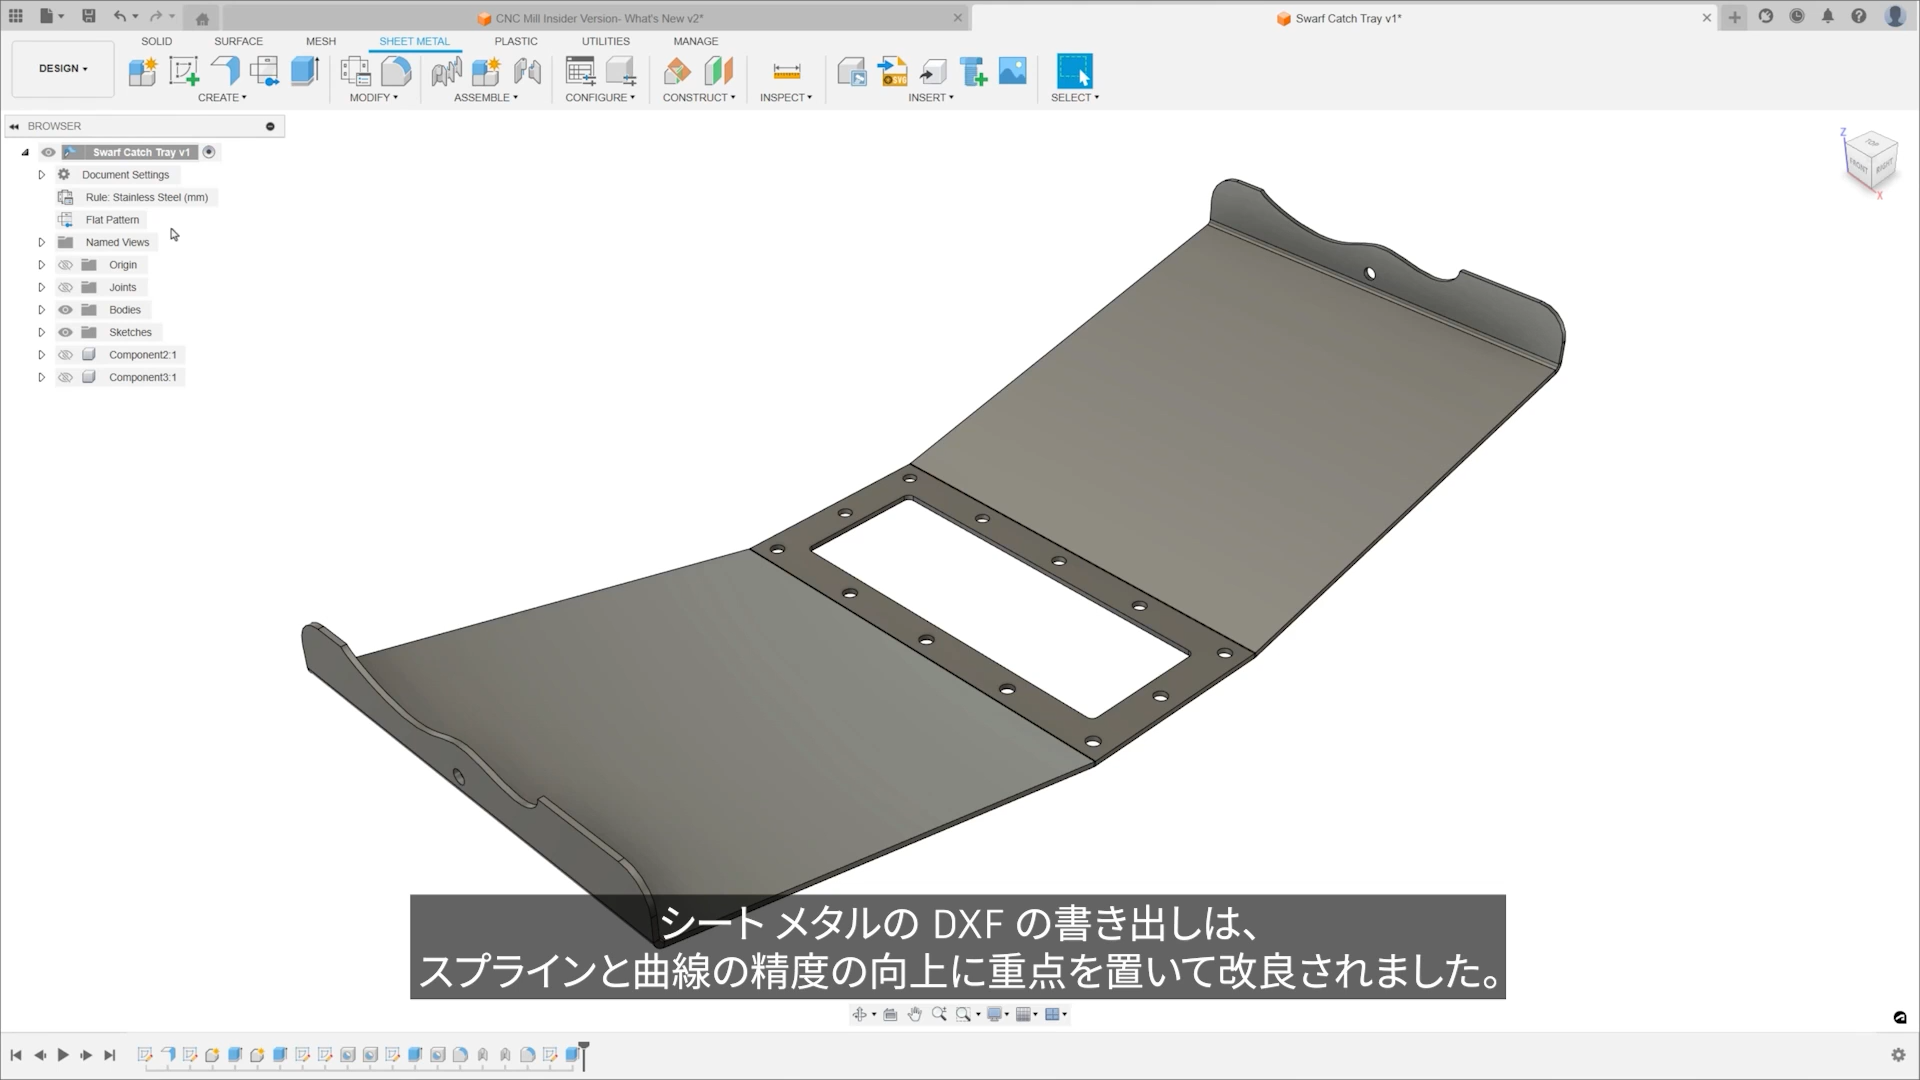 CNC Mill Insider Version- What's New v2*
Swarf Catch Tray v1*
SOLID
SURFACE
MESH
SHEET METAL
PLASTIC
UTILITIES
MANAGE
DESIGN
CREATE
MODIFY
ASSEMBLE
CONFIGURE
CONSTRUCT
INSPECT
INSERT
SELECT
SVG
BROWSER
Swarf Catch Tray v1
Document Settings
Rule: Stainless Steel (mm)
Flat Pattern
Named Views
Origin
Joints
Bodies
Sketches
Component2:1
Component3:1
Z
TOP
FRONT
RIGHT
X
シート メタルの DXF の書き出しは、
スプラインと曲線の精度の向上に重点を置いて改良されました。